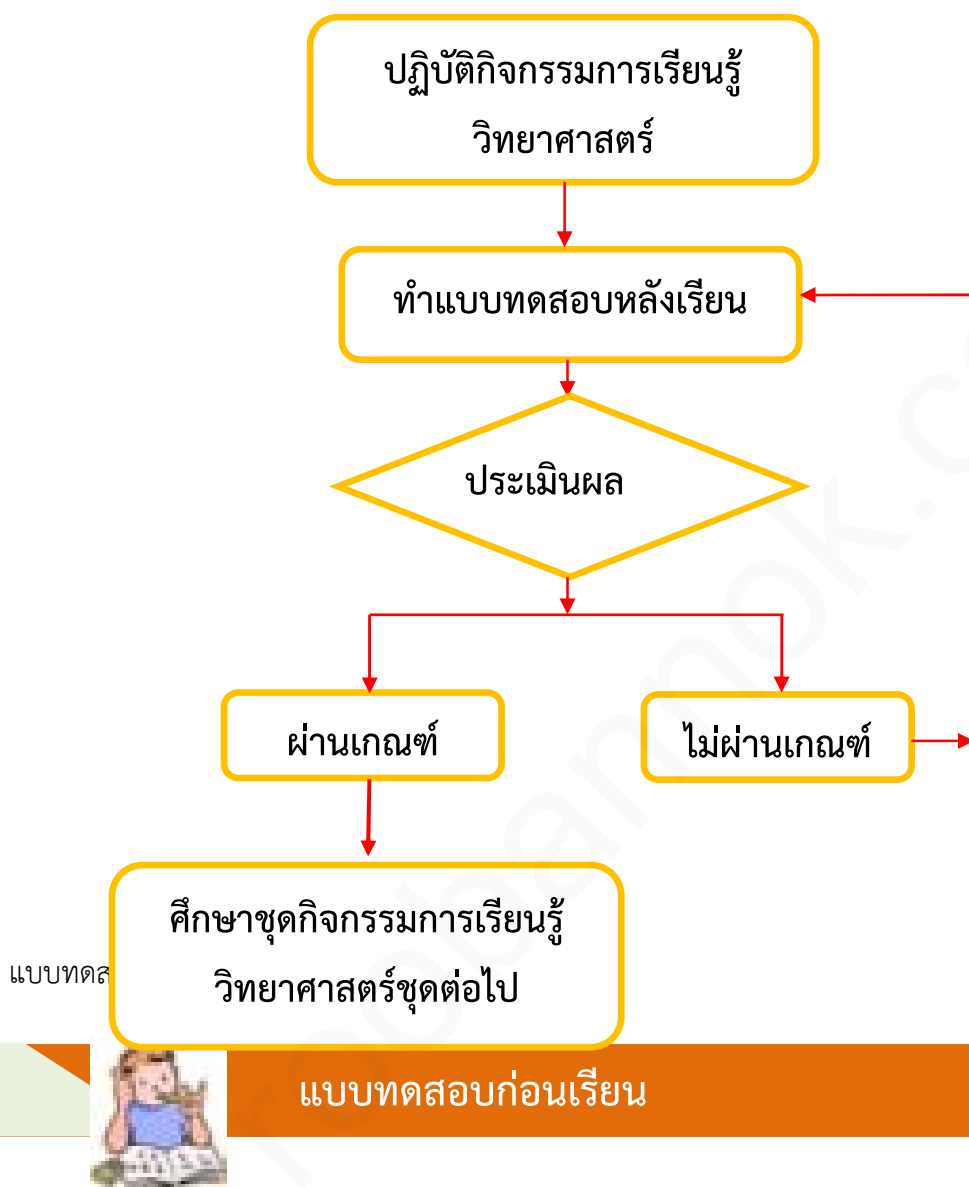 ปฏิบัติกิจกรรมการเรียนรู้
วิทยาศาสตร์
ทำแบบทดสอบหลังเรียน
ประเมินผล
ผ่านเกณฑ์
ไม่ผ่านเกณฑ์
ศึกษาชุดกิจกรรมการเรียนรู้
วิทยาศาสตร์ชุดต่อไป
แบบทดส
แบบทดสอบก่อนเรียน